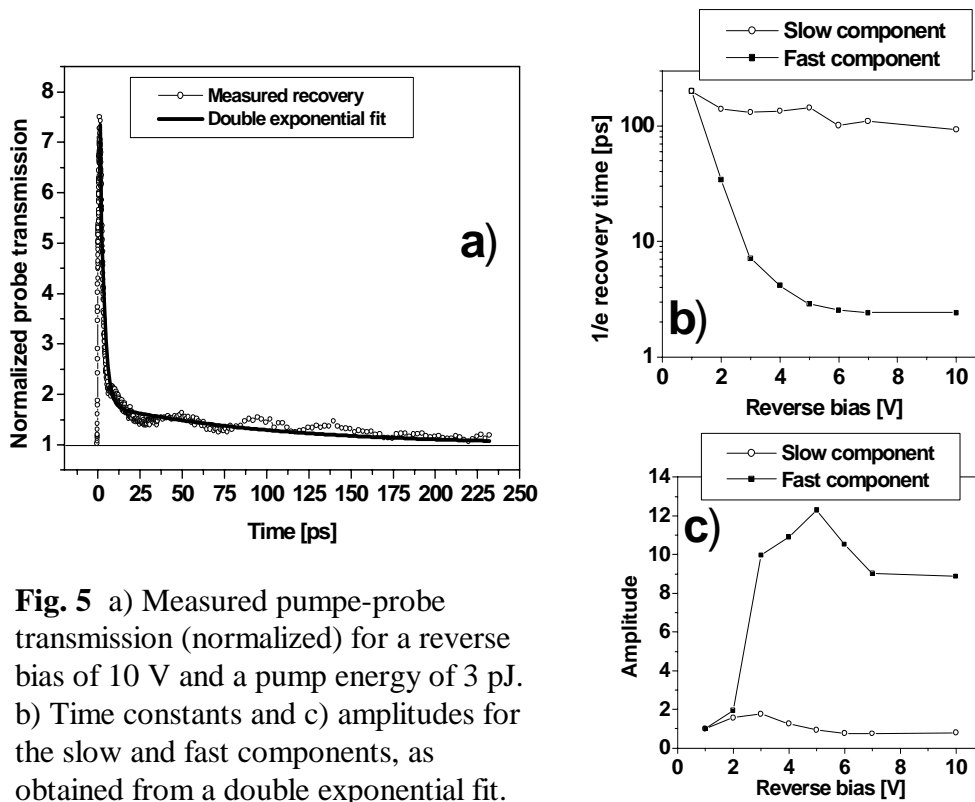 Measured recovery
Double exponential fit
Normalized probe transmission
8
7
6
5
4
3
2
1
a)
0 25 50 75 100 125 150 175 200 225 250
Time [ps]
Slow component
Fast component
1/e recovery time [ps]
100
10
1
b)
0 2 4 6 8 10
Reverse bias [V]
Slow component
Fast component
Amplitude
14
12
10
8
6
4
2
0
c)
0 2 4 6 8 10
Reverse bias [V]
Fig. 5 a) Measured pumpe-probe
transmission (normalized) for a reverse
bias of 10 V and a pump energy of 3 pJ.
b) Time constants and c) amplitudes for
the slow and fast components, as
obtained from a double exponential fit.